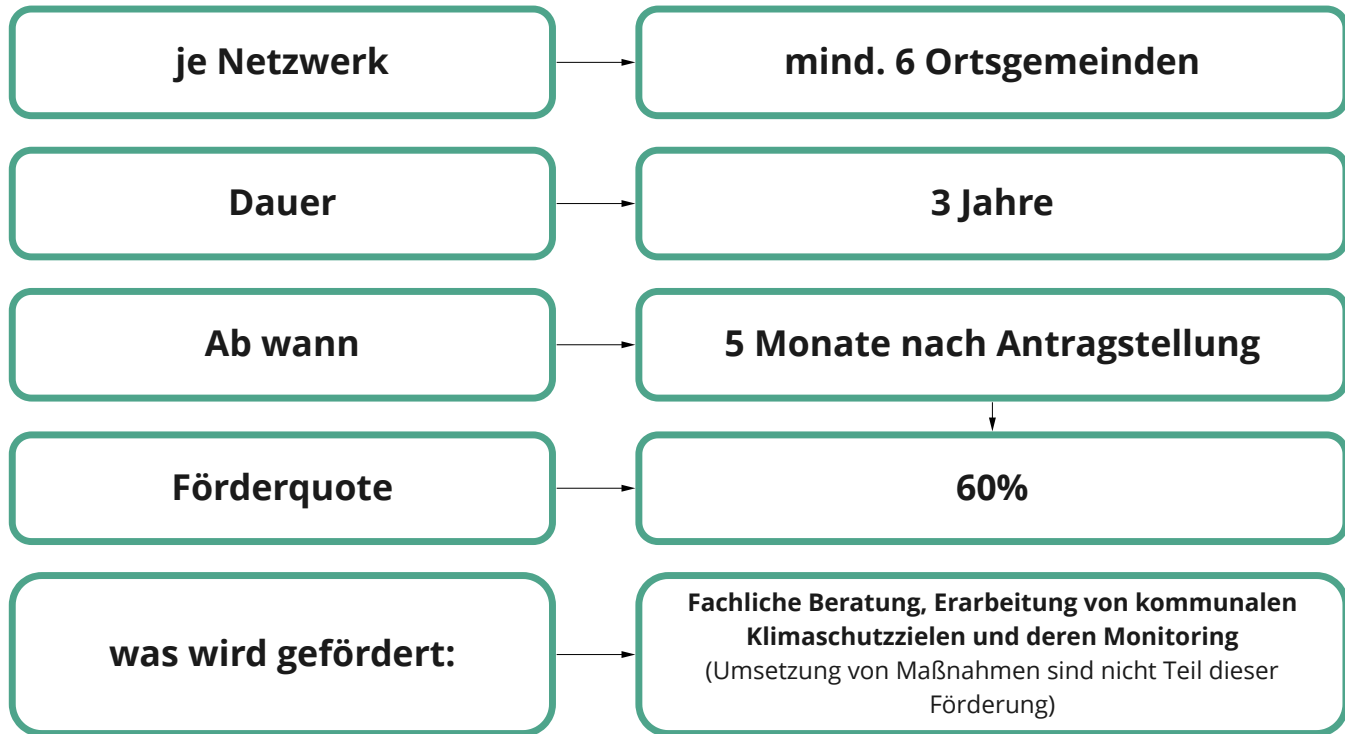 je Netzwerk
mind. 6 Ortsgemeinden
Dauer
3 Jahre
Ab wann
5 Monate nach Antragstellung
Förderquote
60%
was wird gefördert:
Fachliche Beratung, Erarbeitung von kommunalen
Klimaschutzzielen und deren Monitoring
(Umsetzung von Maßnahmen sind nicht Teil dieser
Förderung)